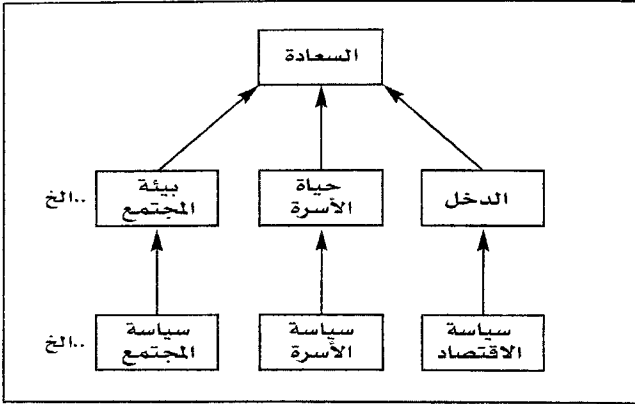 السعادة
الدخل
حياة
الأسرة
بيئة
المجتمع
..الخ
سياسة
الاقتصاد
سياسة
الأسرة
سياسة
المجتمع
..الخ